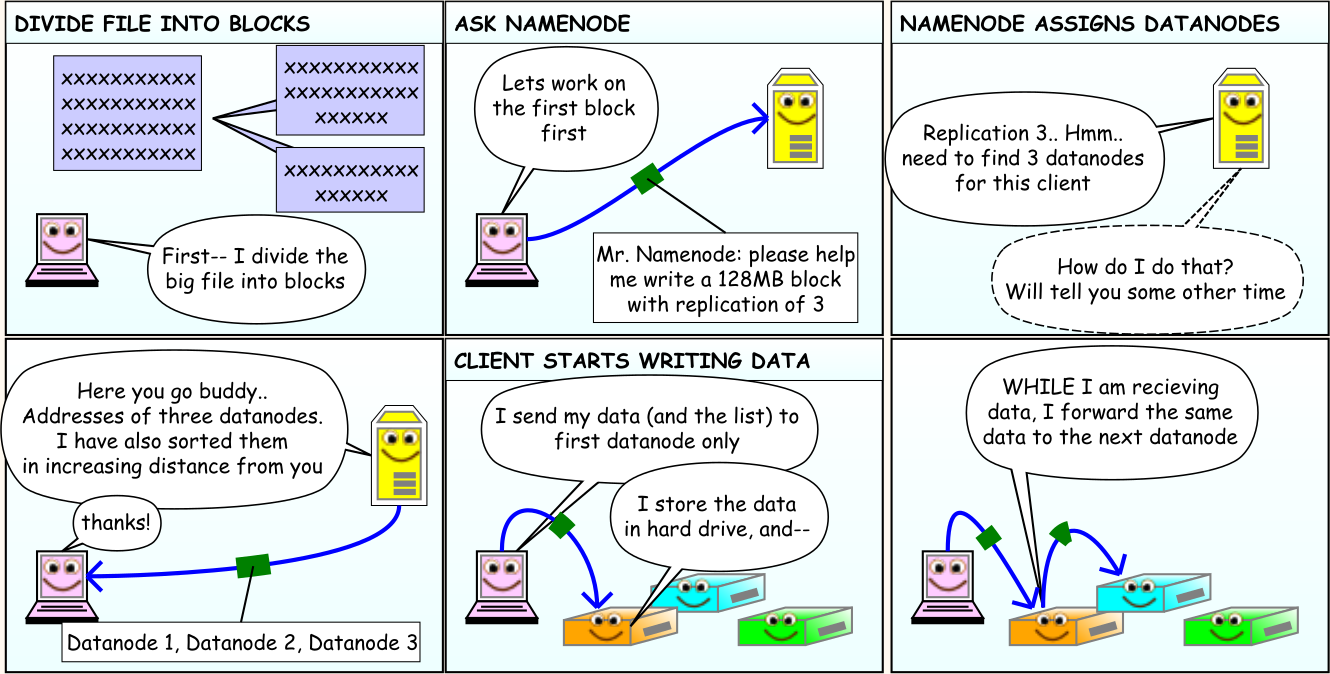 DIVIDE FILE INTO BLOCKS
xxxxxxxxxxx
xxxxxxxxxxx
xxxxxxxxxxx
xxxxxxxxxxx
xxxxxxxxxxx
xxxxxxxxxxx
xxxxxx
xxxxxxxxxxx
xxxxxx
First-- I divide the
big file into blocks
ASK NAMENODE
Lets work on
the first block
first
Mr. Namenode: please help
me write a 128MB block
with replication of 3
NAMENODE ASSIGNS DATANODES
Replication 3.. Hmm..
need to find 3 datanodes
for this client
How do I do that?
Will tell you some other time
Here you go buddy..
Addresses of three datanodes.
I have also sorted them
in increasing distance from you
thanks!
Datanode 1, Datanode 2, Datanode 3
CLIENT STARTS WRITING DATA
I send my data (and the list) to
first datanode only
I store the data
in hard drive, and--
WHILE I am recieving
data, I forward the same
data to the next datanode